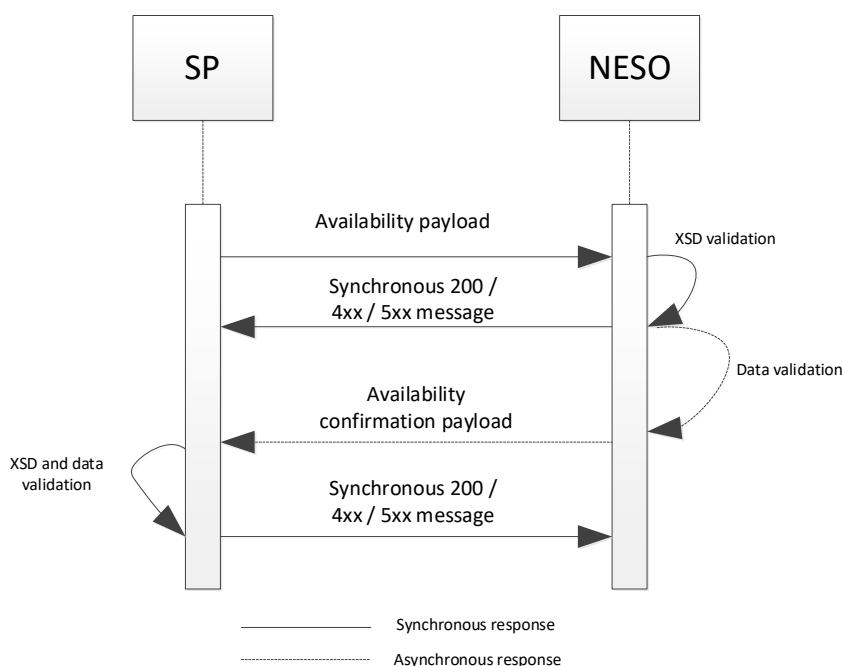 SP
NESO
Availability payload
XSD validation
Synchronous 200 /
4xx / 5xx message
Data validation
Availability
confirmation payload
XSD and data
validation
Synchronous 200 /
4xx / 5xx message
Synchronous response
Asynchronous response